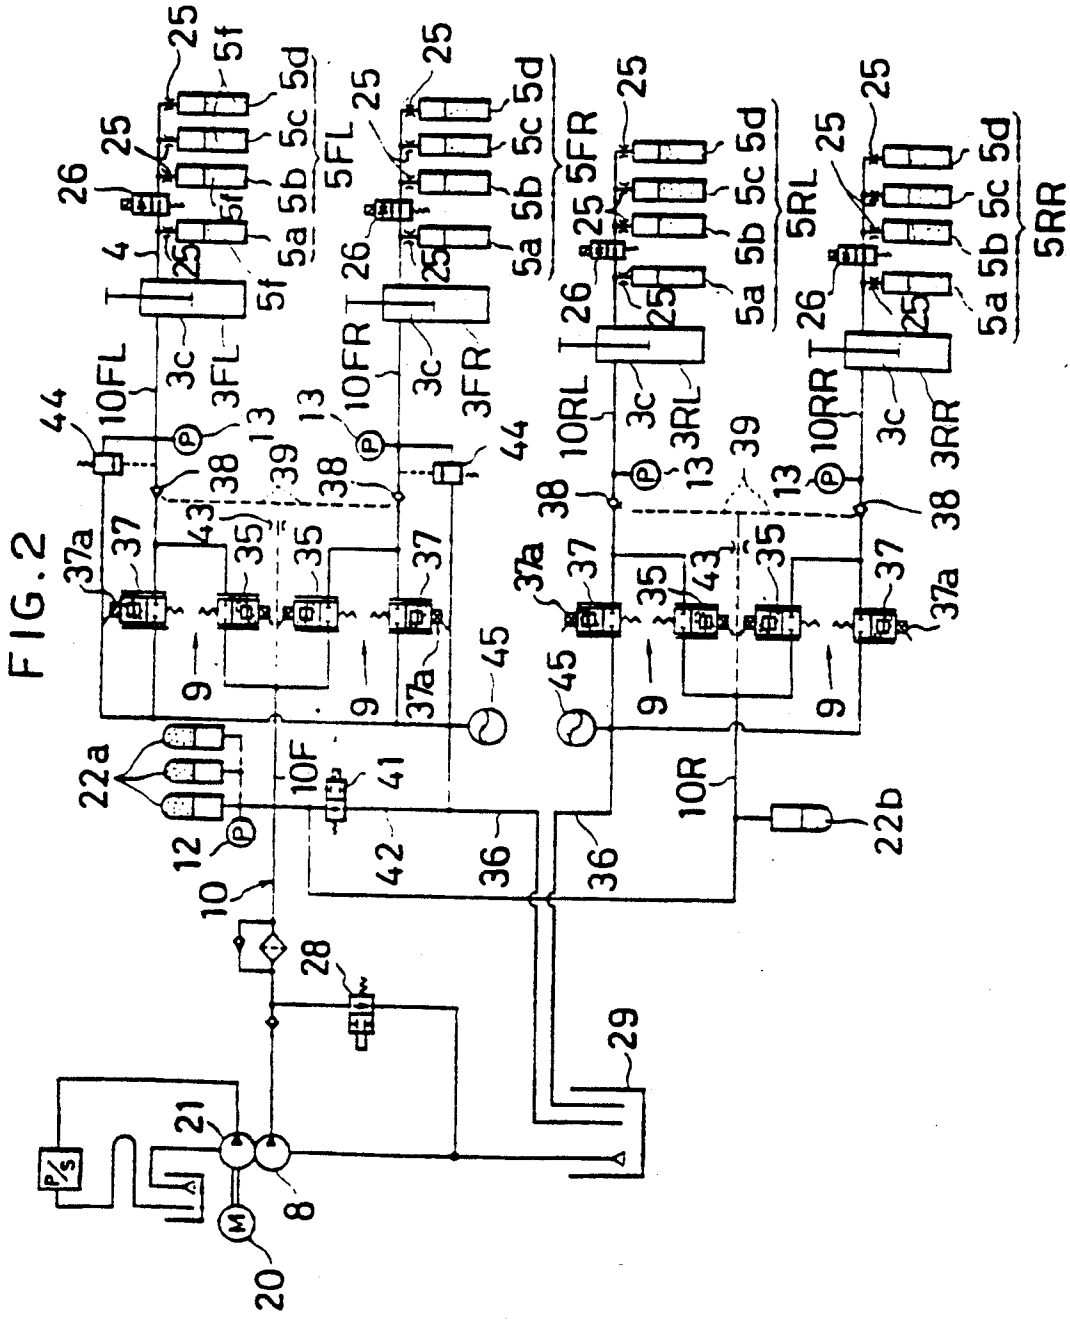 FIG.2
44
10FL
4
26
25
25
5f
37a
37
38
13
3c
3FL
5f
25
5a
5f
5b
5c
5d
5FL
43
35
39
9
35
38
13
10FR
26
25
25
3c
3FR
25
5a
5b
5c
5d
5FR
9
37a
37
44
45
22a
12
10F
41
10
42
36
28
P/S
21
M
20
8
29
P
P
P
37a
37
38
10RL
26
25
25
3c
3RL
13
25
5a
5b
5c
5d
5RL
45
9
35
43
35
39
13
10RR
26
25
25
3c
3RR
25
5a
5b
5c
5d
5RR
9
37
37a
38
36
10R
22b
P
P